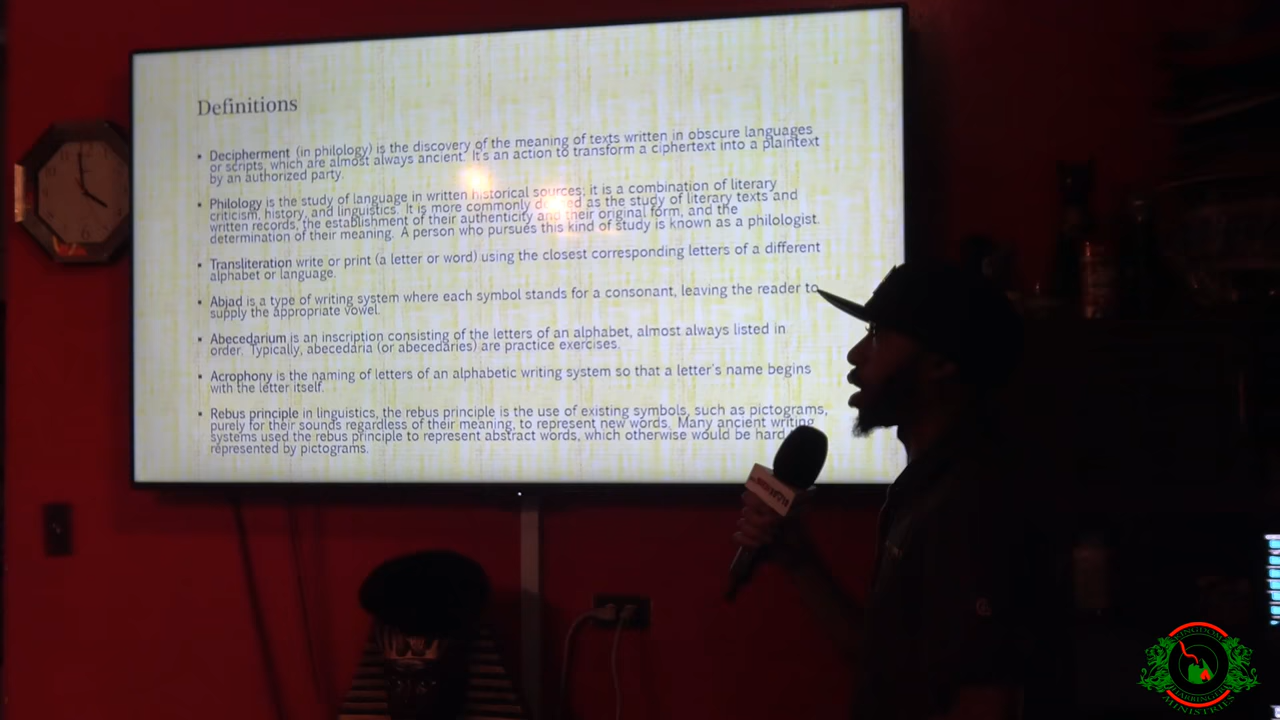 Definitions
• Decipherment (in philology) is the discovery of the meaning of texts written in obscure languages
or scripts, which are almost always ancient. It's an action to transform a ciphertext into a plaintext
by an authorized party.
• Philology is the study of language in written historical sources; it is a combination of literary
criticism, history, and linguistics. It is more commonly defined as the study of literary texts and
written records, the establishment of their authenticity and their original form, and the
determination of their meaning. A person who pursues this kind of study is known as a philologist.
• Transliteration write or print (a letter or word) using the closest corresponding letters of a different
alphabet or language.
• Abjad is a type of writing system where each symbol stands for a consonant, leaving the reader to
supply the appropriate vowel.
• Abecedarium is an inscription consisting of the letters of an alphabet, almost always listed in
order. Typically, abecedaria (or abecedaries) are practice exercises.
• Acrophony is the naming of letters of an alphabetic writing system so that a letter's name begins
with the letter itself.
• Rebus principle in linguistics, the rebus principle is the use of existing symbols, such as pictograms,
purely for their sounds regardless of their meaning, to represent new words. Many ancient writing
systems used the rebus principle to represent abstract words, which otherwise would be hard
represented by pictograms.
KINGDOM
HARBINGER
MINISTRIES